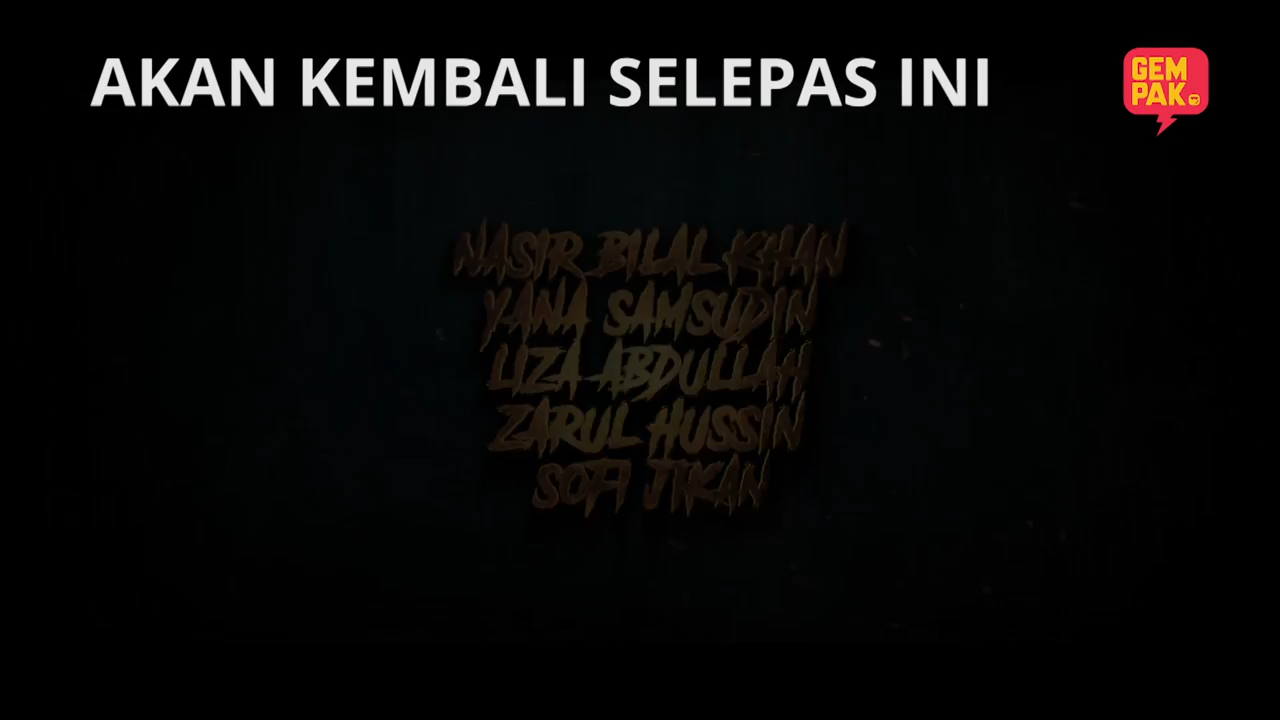 AKAN KEMBALI SELEPAS INI
GEM
PAK
NASIR BILAL KHAN
YANA SAMSUDIN
LIZA ABDULLAH
ZARUL HUSSIN
SOFI JIKAN